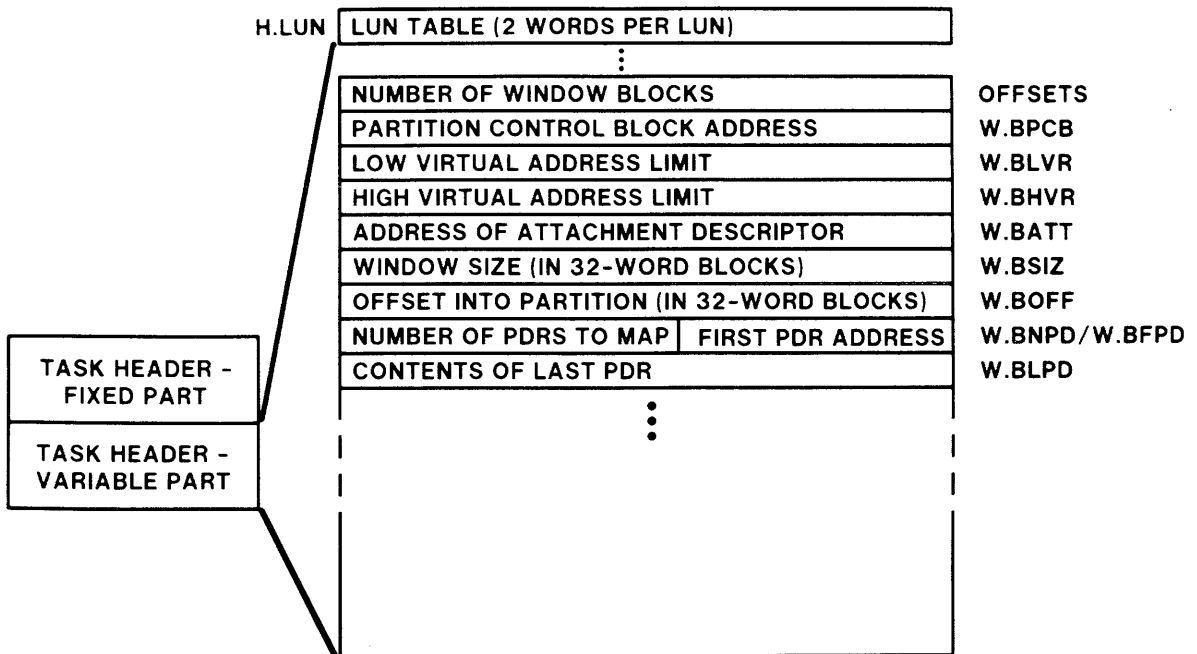 H.LUN LUN TABLE (2 WORDS PER LUN)
NUMBER OF WINDOW BLOCKS OFFSETS
PARTITION CONTROL BLOCK ADDRESS W.BPCB
LOW VIRTUAL ADDRESS LIMIT W.BLVR
HIGH VIRTUAL ADDRESS LIMIT W.BHVR
ADDRESS OF ATTACHMENT DESCRIPTOR W.BATT
WINDOW SIZE (IN 32-WORD BLOCKS) W.BSIZ
OFFSET INTO PARTITION (IN 32-WORD BLOCKS) W.BOFF
NUMBER OF PDRS TO MAP FIRST PDR ADDRESS W.BNPD/W.BFPD
CONTENTS OF LAST PDR W.BLPD
TASK HEADER -
FIXED PART
TASK HEADER -
VARIABLE PART